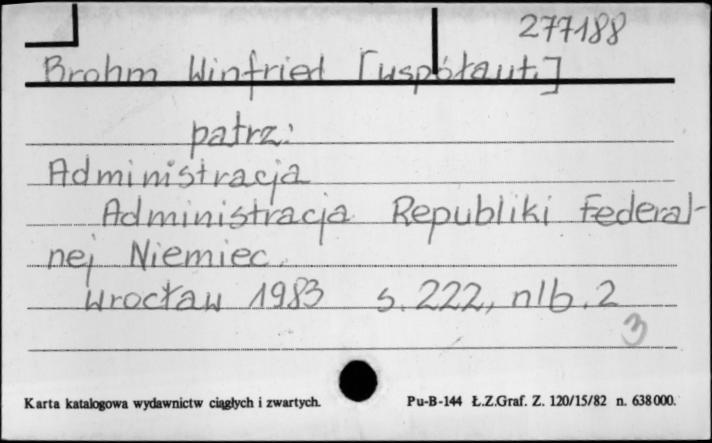 277188
Brohm Winfried [współaut.]
patrz:
Administracja
Administracja Republiki Federal-
nej Niemiec.
Wrocław 1983 s. 222, nlb. 2
3
Karta katalogowa wydawnictw ciągłych i zwartych. Pu-B-144 Ł.Z.Graf. Z. 120/15/82 n. 638000.